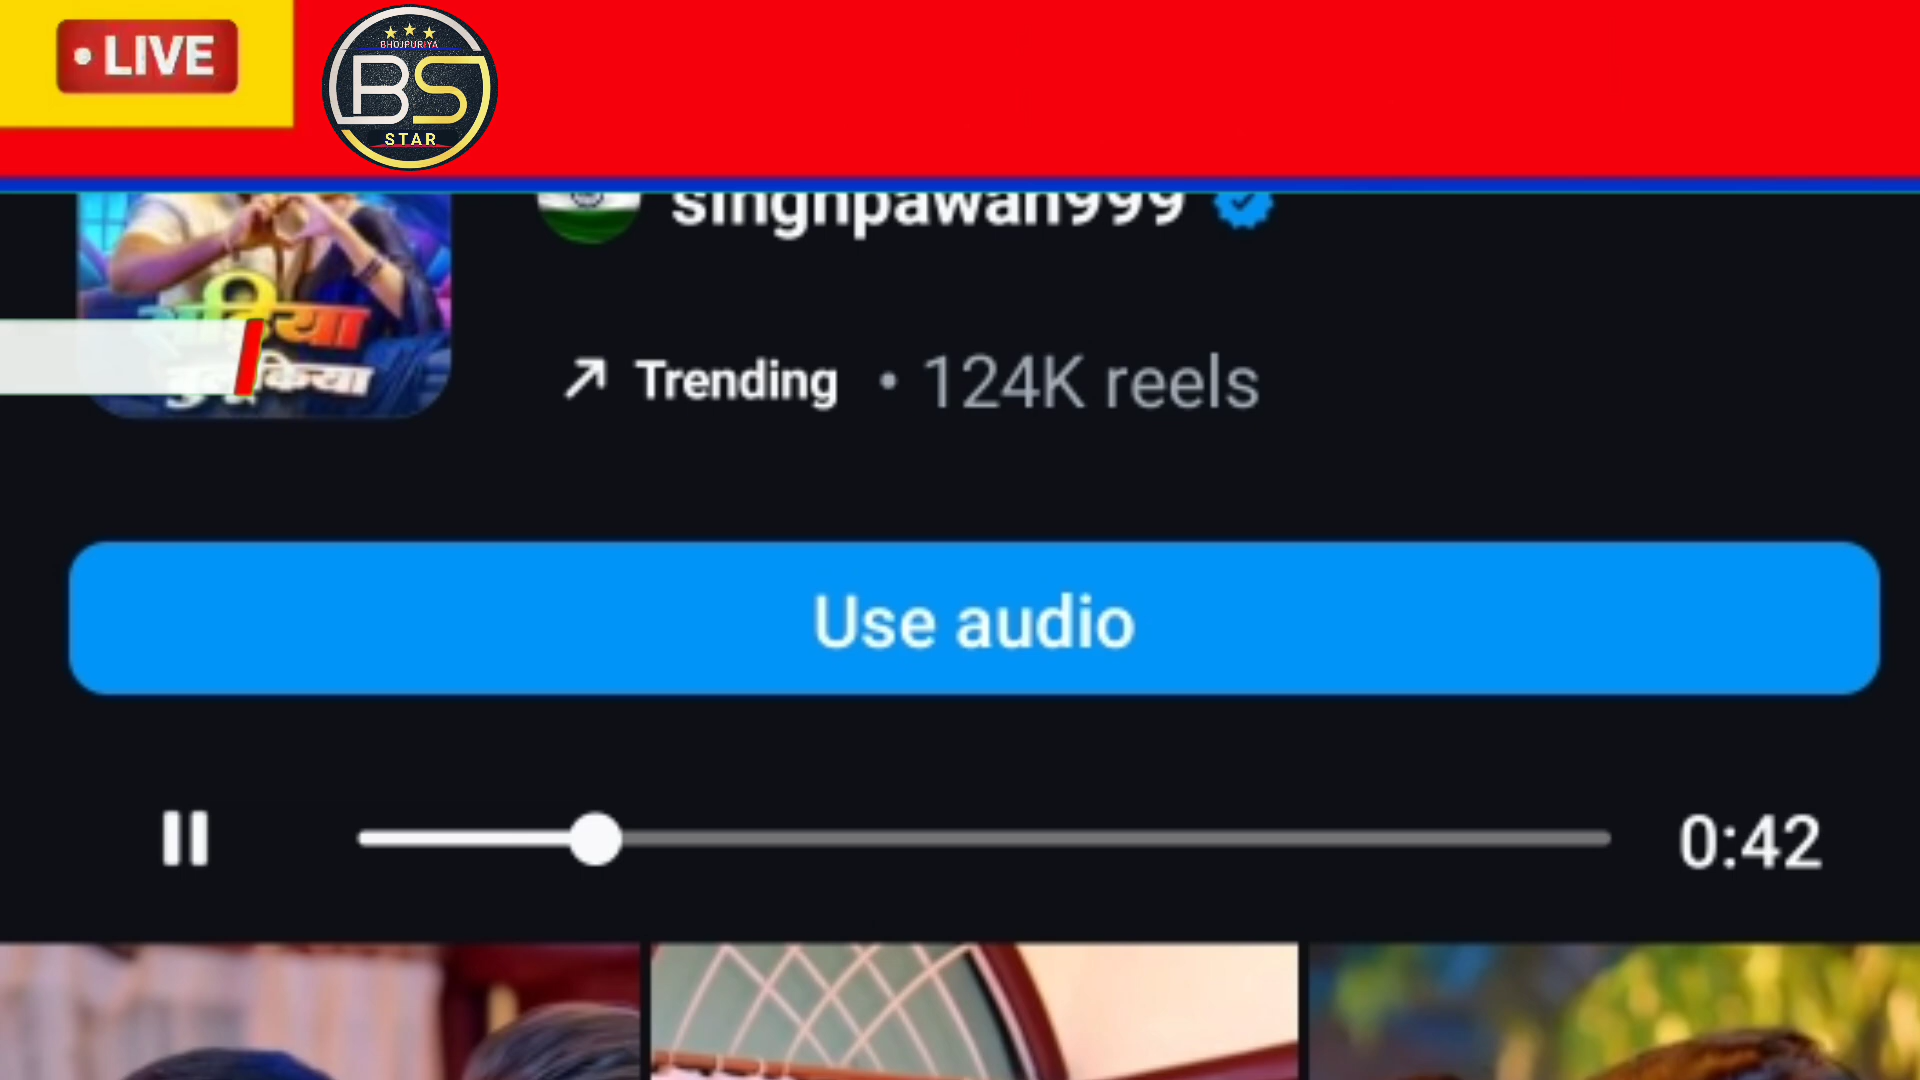 • LIVE
BHOJPURIYA
BS
STAR
singhpawan999
Trending • 124K reels
Use audio
0:42